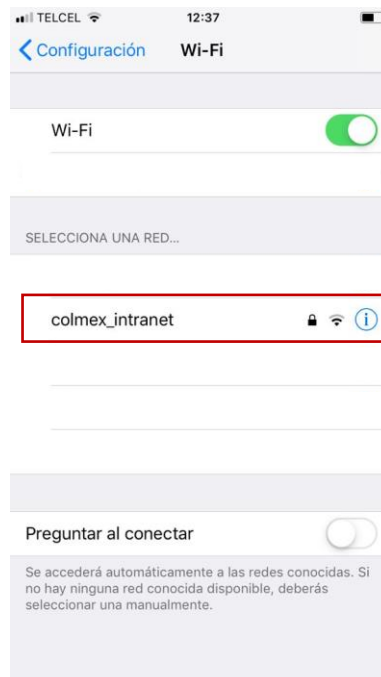 TELCEL 12:37
Configuración Wi-Fi
Wi-Fi
SELECCIONA UNA RED...
colmex_intranet
Preguntar al conectar
Se accederá automáticamente a las redes conocidas. Si
no hay ninguna red conocida disponible, deberás
seleccionar una manualmente.